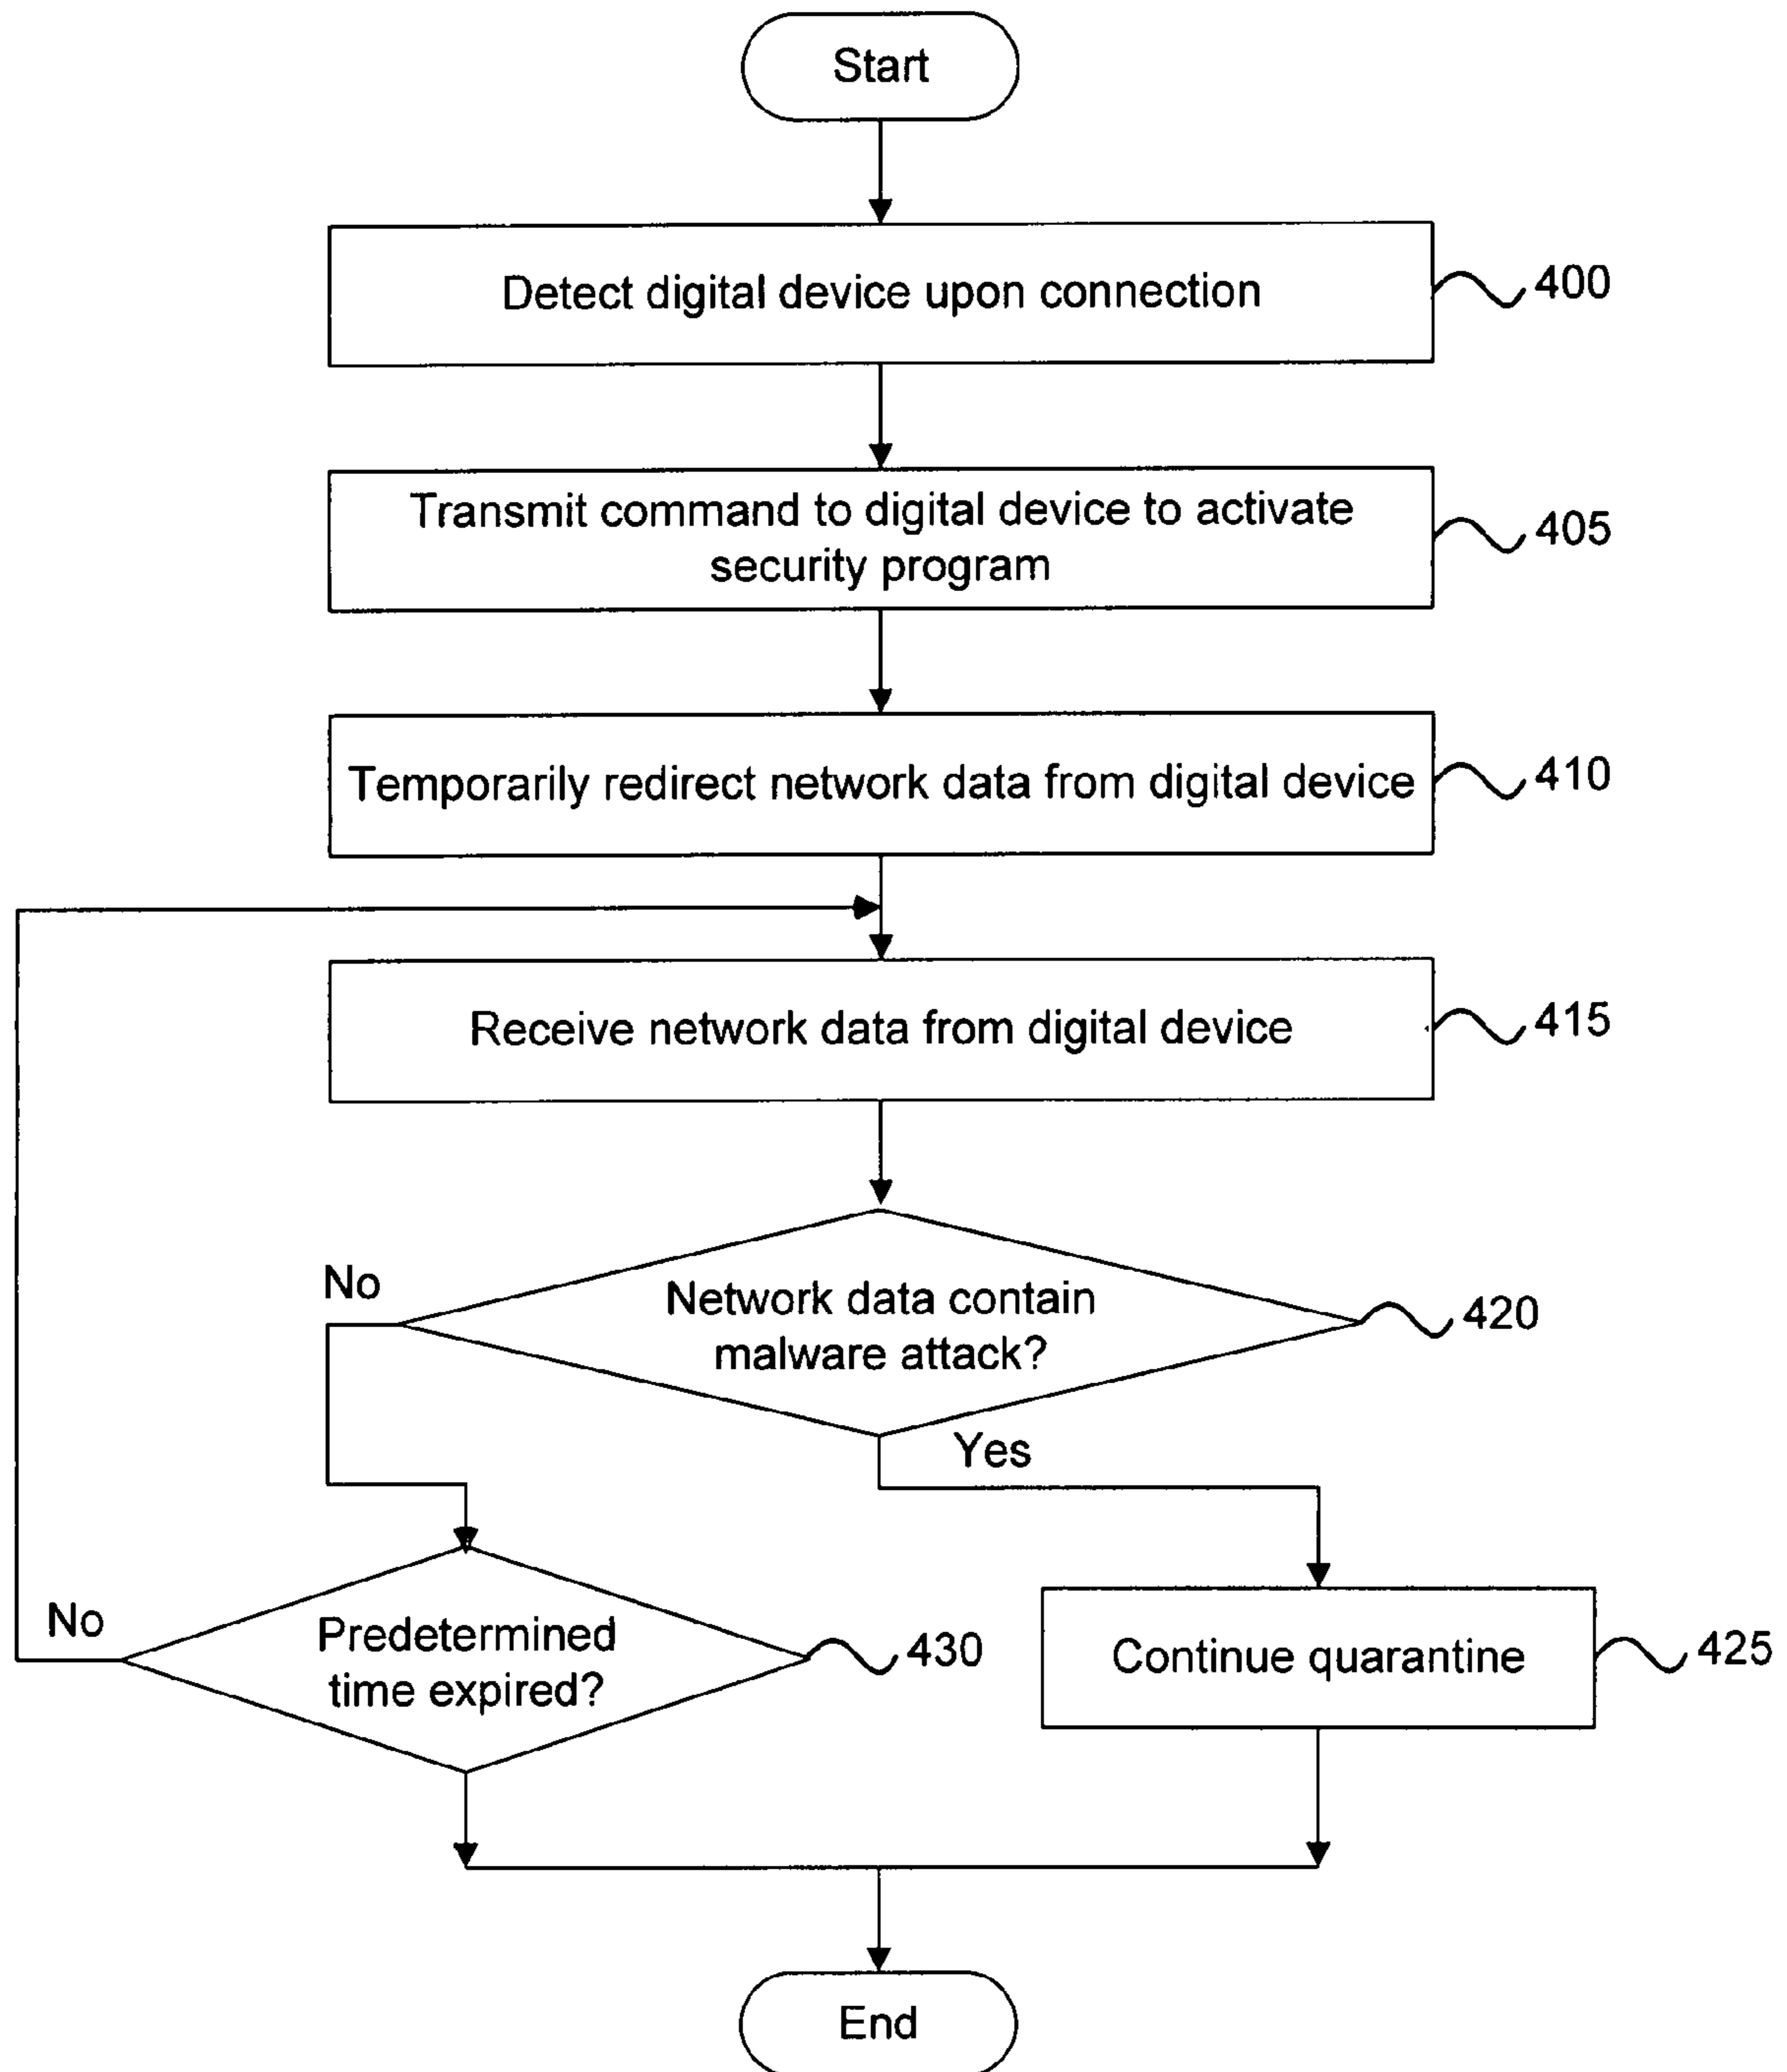 Start
Detect digital device upon connection
400
Transmit command to digital device to activate
security program
405
Temporarily redirect network data from digital device
410
Receive network data from digital device
415
No
Network data contain
malware attack?
420
Yes
No
Predetermined
time expired?
430
Continue quarantine
425
End